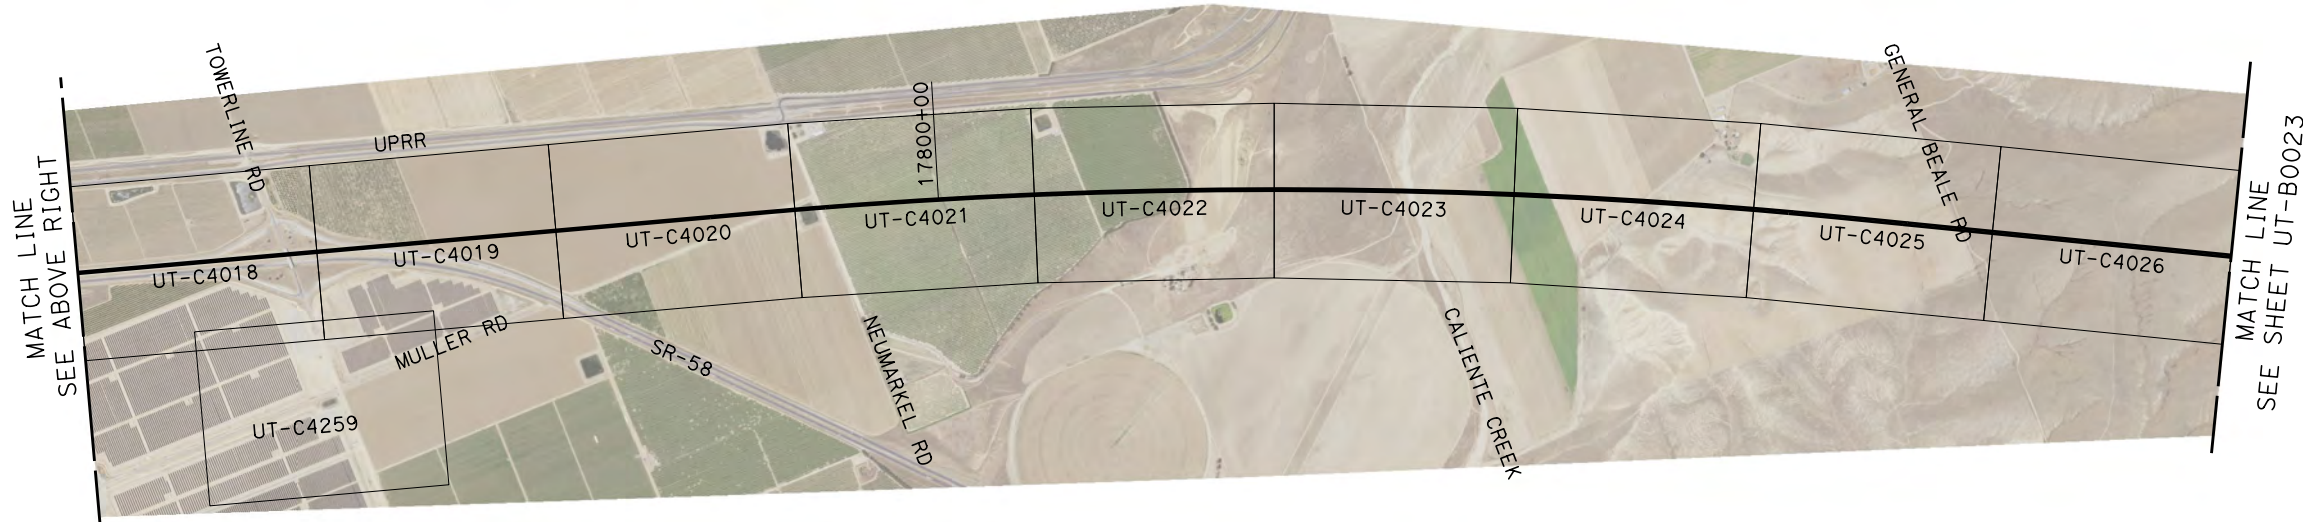 MATCH LINE
SEE ABOVE RIGHT
TOWERLINE RD
UPRR
17800+00
GENERAL BEALE RD
MATCH LINE
SEE SHEET UT-B0023
UT-C4018
UT-C4019
UT-C4020
UT-C4021
UT-C4022
UT-C4023
UT-C4024
UT-C4025
UT-C4026
MULLER RD
SR-58
NEUMARKEL RD
CALIENTE CREEK
UT-C4259